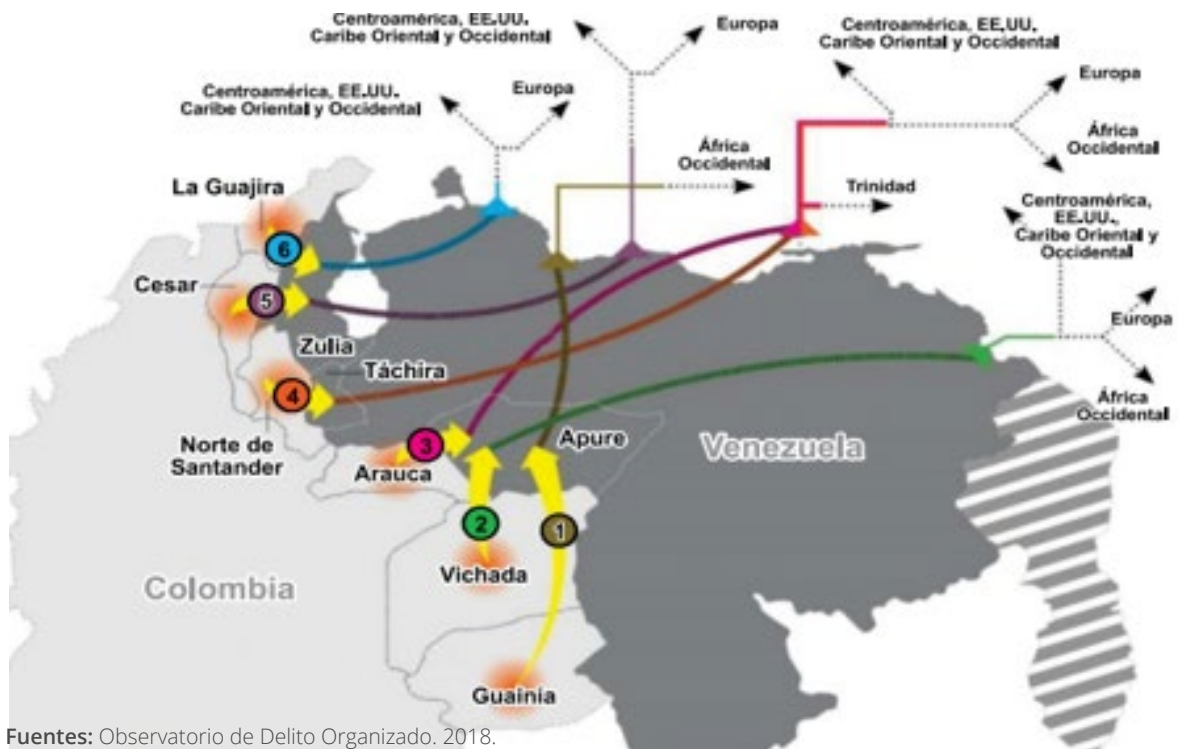 Centroamérica, EE.UU.
Caribe Oriental y Occidental
Europa
Centroamérica, EE.UU.
Caribe Oriental y Occidental
Europa
Centroamérica, EE.UU.
Caribe Oriental y Occidental
Europa
África
Occidental
África
Occidental
Trinidad
La Guajira
Centroamérica,
EE.UU.,
Caribe Oriental y
Occidental
6
Cesar
5
Europa
Zulia
Táchira
4
África
Occidental
Norte de
Santander
3
Apure
Venezuela
Arauca
2
1
Vichada
Colombia
Guainía
Fuentes: Observatorio de Delito Organizado. 2018.